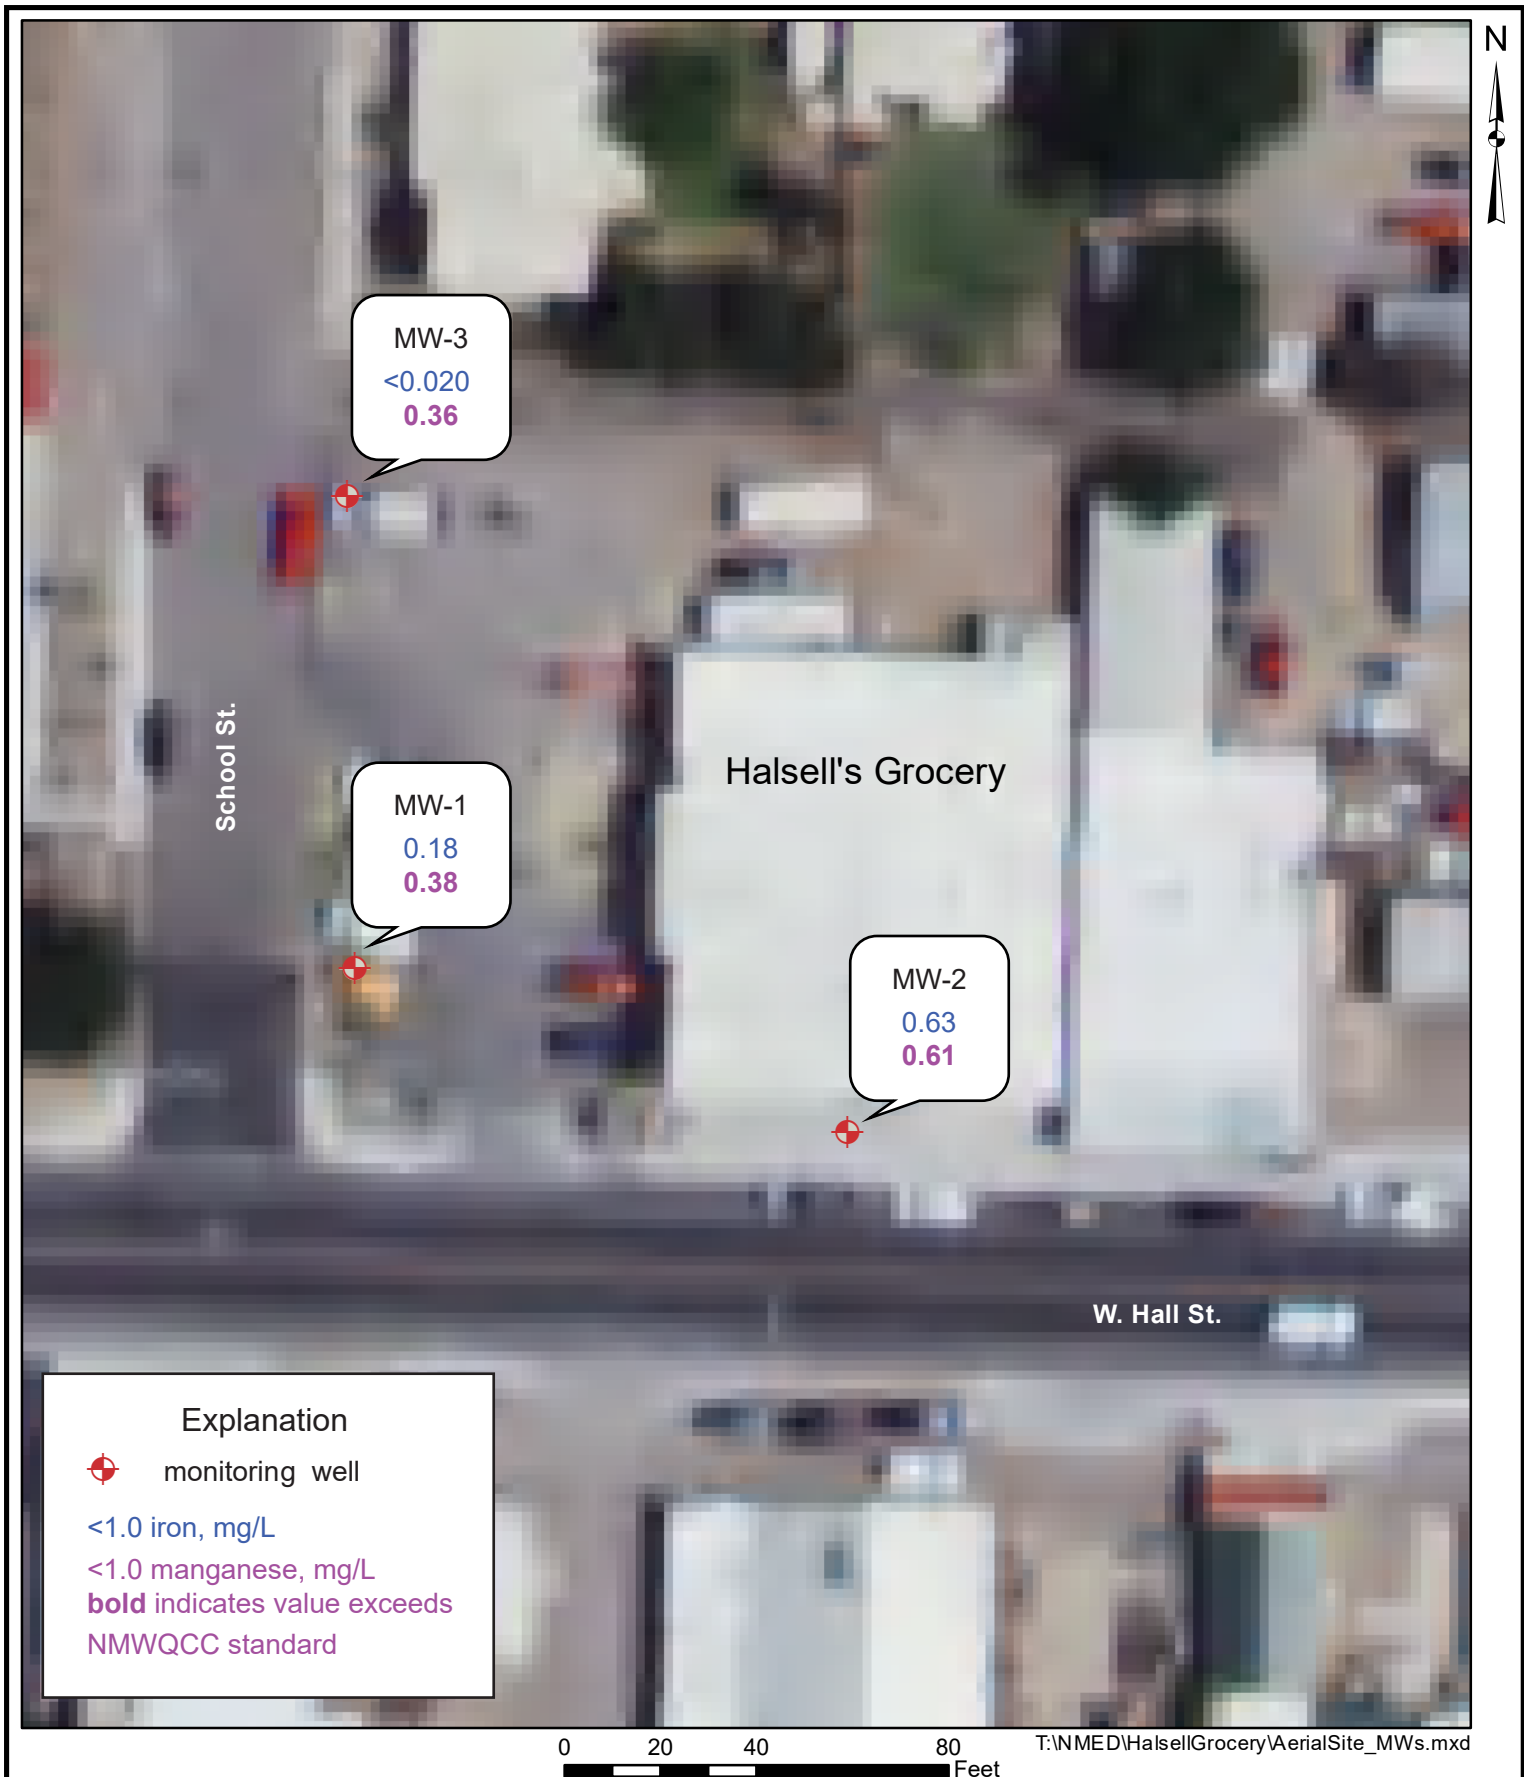 N
MW-3
<0.020
0.36
School St.
Halsell's Grocery
MW-1
0.18
0.38
MW-2
0.63
0.61
W. Hall St.
Explanation
monitoring well
<1.0 iron, mg/L
<1.0 manganese, mg/L
bold indicates value exceeds
NMWQCC standard
0 20 40 80
Feet
T:\NMED\HalsellGrocery\AerialSite_MWs.mxd